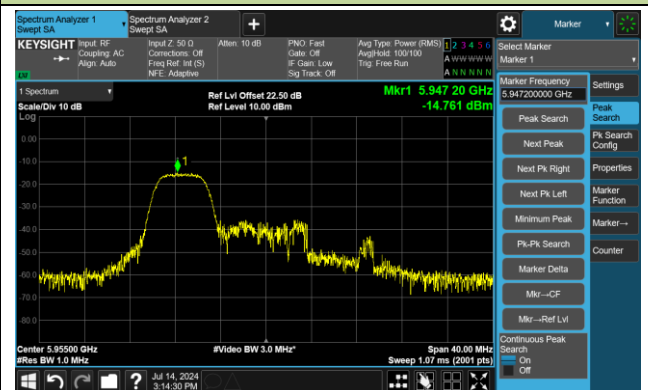 Spectrum Analyzer 1
Swept SA
Spectrum Analyzer 2
Swept SA
+
Marker
KEYSIGHT
Input: RF
Coupling: AC
Align: Auto
Input Z: 50 Ω
Corrections: Off
Freq Ref: Int (S)
NFE: Adaptive
Atten: 10 dB
PNO: Fast
Gate: Off
IF Gain: Low
Sig Track: Off
Avg Type: Power (RMS)
Avg|Hold: 100/100
Trig: Free Run
1 2 3 4 5 6
A W W W W W
A N N N N N
LXI
Select Marker
Marker 1
1 Spectrum
Scale/Div 10 dB
Log
Ref Lvl Offset 22.50 dB
Ref Level 10.00 dBm
Mkr1 5.947 20 GHz
-14.761 dBm
0.00
-10.0
-20.0
-30.0
-40.0
-50.0
-60.0
-70.0
-80.0
1
Center 5.95500 GHz
#Res BW 1.0 MHz
#Video BW 3.0 MHz*
Span 40.00 MHz
Sweep 1.07 ms (2001 pts)
Marker Frequency
5.947200000 GHz
Peak Search
Next Peak
Next Pk Right
Next Pk Left
Minimum Peak
Pk-Pk Search
Marker Delta
Mkr→CF
Mkr→Ref Lvl
Continuous Peak
Search
On
Off
Settings
Peak
Search
Pk Search
Config
Properties
Marker
Function
Marker→
Counter
?
Jul 14, 2024
3:14:30 PM